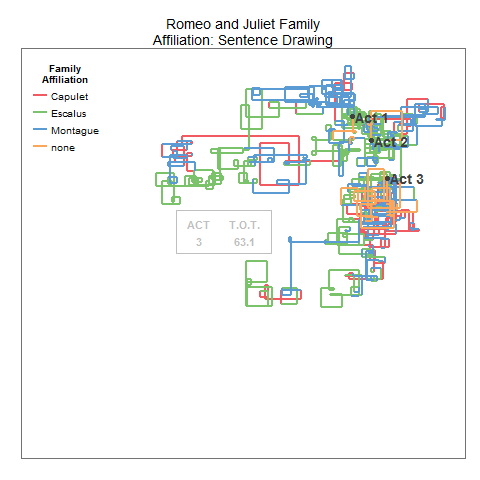 Romeo and Juliet Family
Affiliation: Sentence Drawing
Family
Affiliation
Capulet
Escalus
Montague
none
Act 1
Act 2
Act 3
ACT T.O.T.
3 63.1